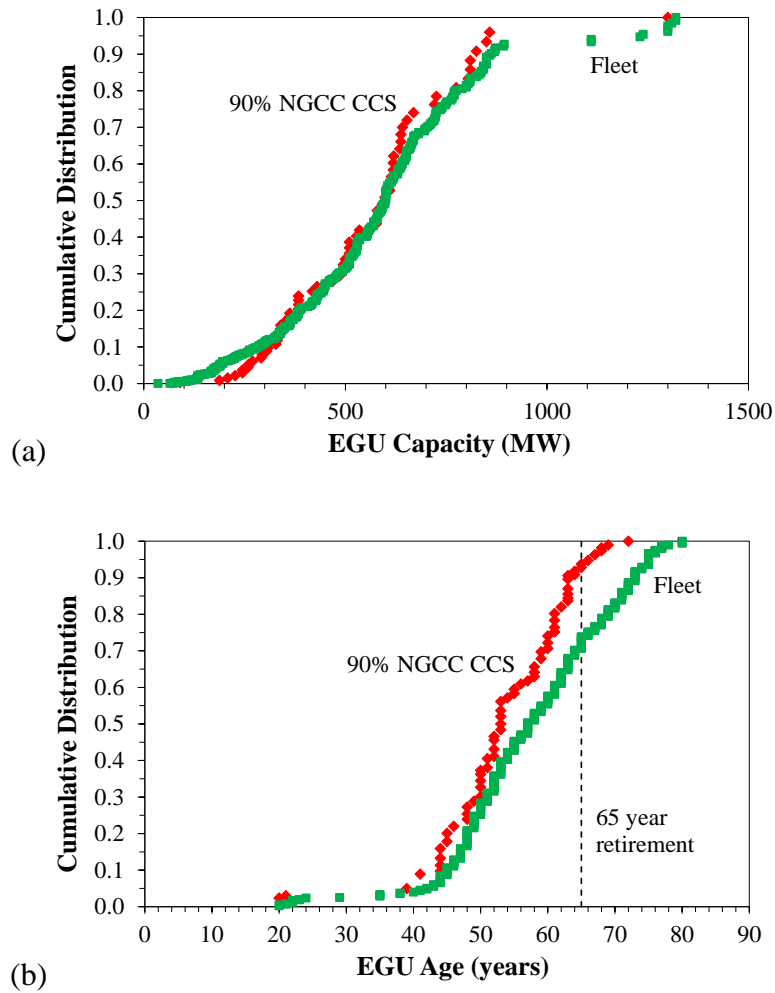 1.0
0.9
0.8
0.7
0.6
0.5
0.4
0.3
0.2
0.1
0.0
Cumulative Distribution
90% NGCC CCS
Fleet
0 500 1000 1500
EGU Capacity (MW)
(a)
1.0
0.9
0.8
0.7
0.6
0.5
0.4
0.3
0.2
0.1
0.0
Cumulative Distribution
Fleet
90% NGCC CCS
65 year
retirement
0 10 20 30 40 50 60 70 80 90
EGU Age (years)
(b)